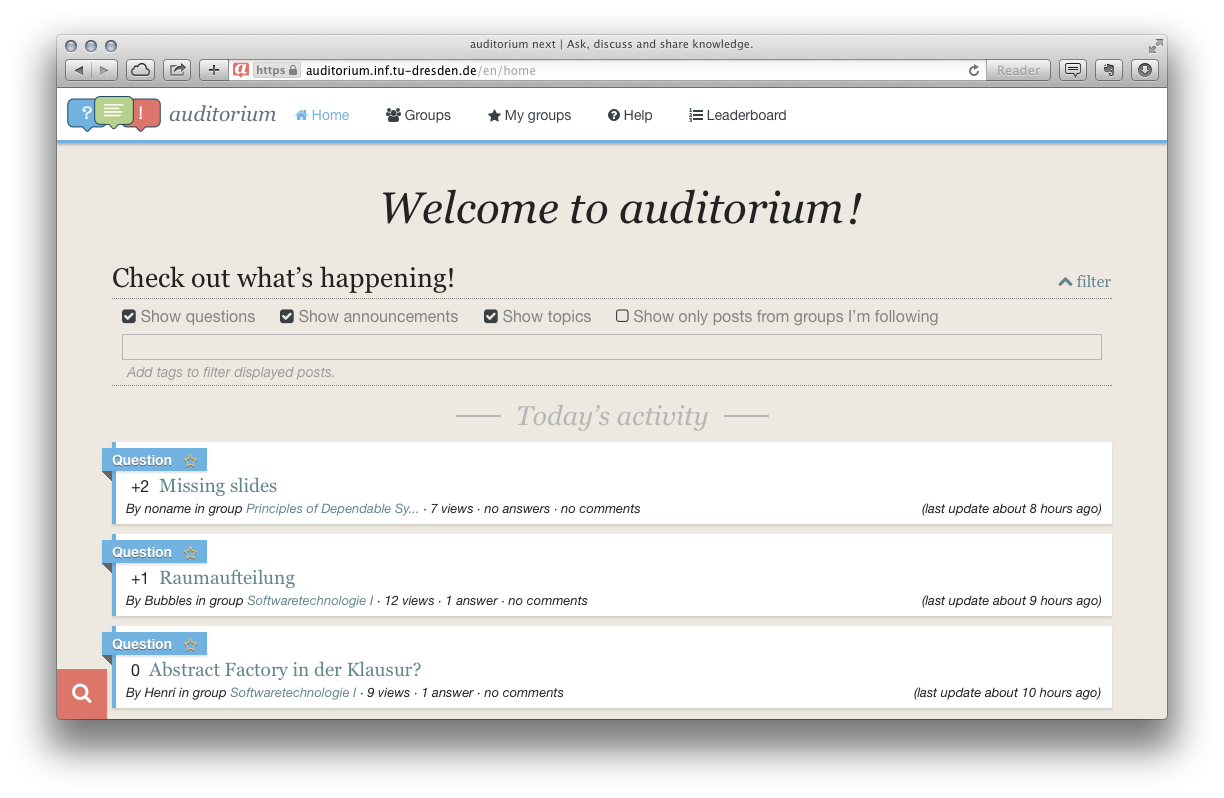 auditorium next | Ask, discuss and share knowledge.
https auditorium.inf.tu-dresden.de/en/home Reader
? ! auditorium Home Groups My groups Help Leaderboard
Welcome to auditorium!
Check out what's happening! filter
Show questions Show announcements Show topics Show only posts from groups I'm following
Add tags to filter displayed posts.
Today's activity
Question
+2 Missing slides
By noname in group Principles of Dependable Sy... · 7 views · no answers · no comments (last update about 8 hours ago)
Question
+1 Raumaufteilung
By Bubbles in group Softwaretechnologie I · 12 views · 1 answer · no comments (last update about 9 hours ago)
Question
0 Abstract Factory in der Klausur?
By Henri in group Softwaretechnologie I · 9 views · 1 answer · no comments (last update about 10 hours ago)